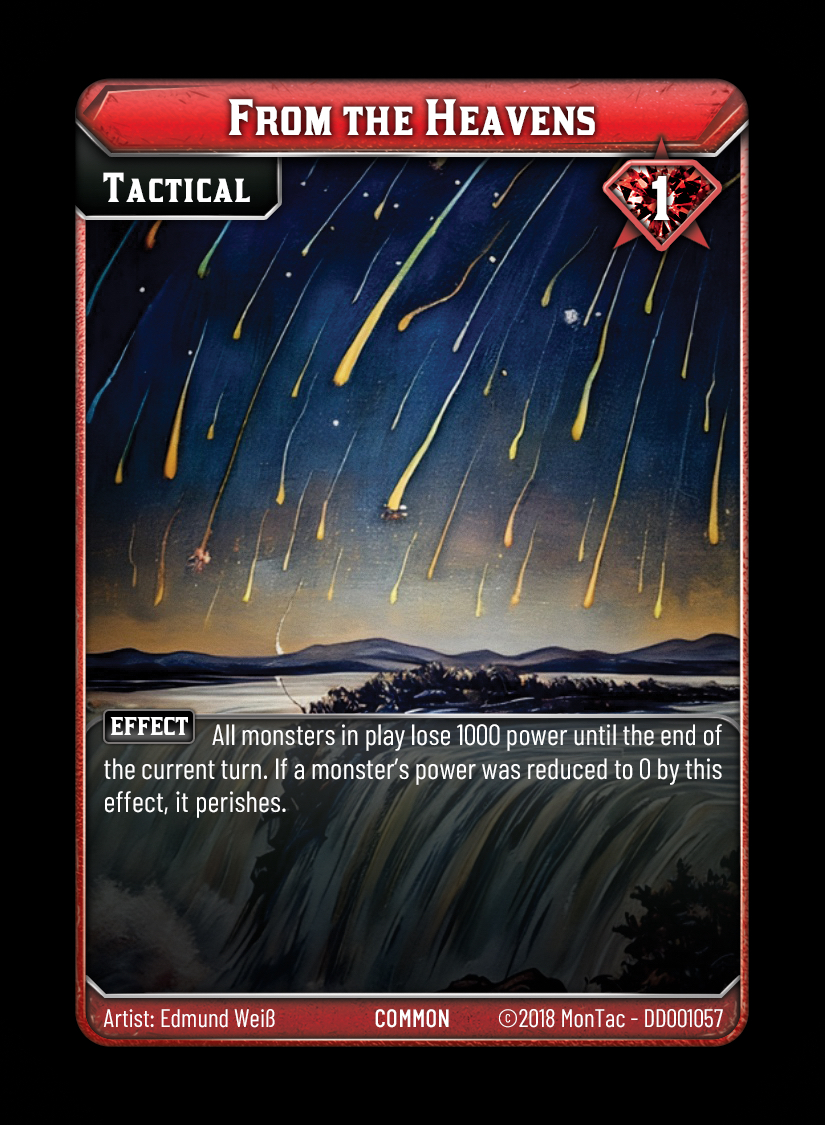 From the Heavens
Tactical
1
EFFECT All monsters in play lose 1000 power until the end of
the current turn. If a monster's power was reduced to 0 by this
effect, it perishes.
Artist: Edmund Weiß COMMON ©2018 MonTac - DD001057